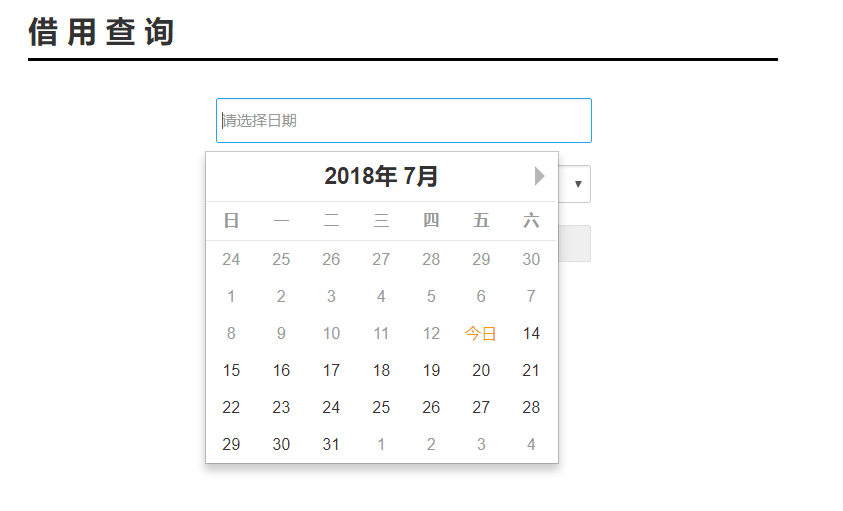 借用查询
请选择日期
2018年 7月
日 一 二 三 四 五 六
24 25 26 27 28 29 30
1 2 3 4 5 6 7
8 9 10 11 12 今日 14
15 16 17 18 19 20 21
22 23 24 25 26 27 28
29 30 31 1 2 3 4